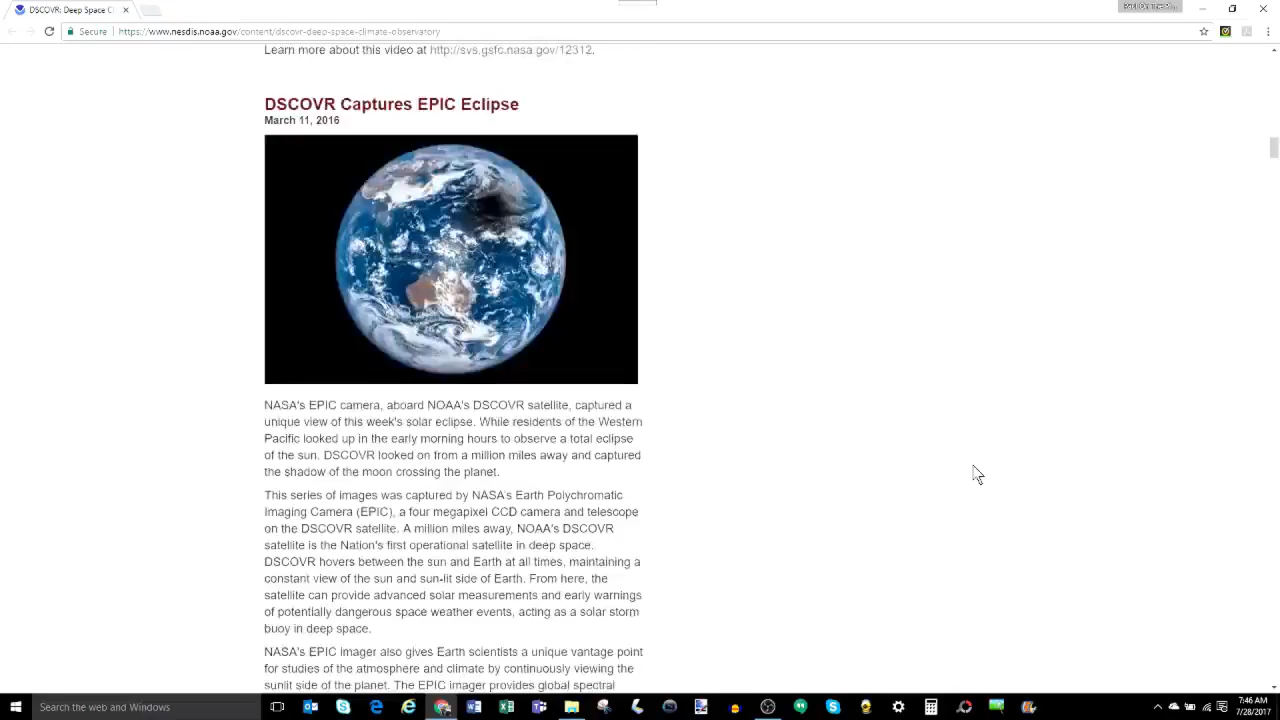 DSCOVR: Deep Space C
Secure https://www.nesdis.noaa.gov/content/dscovr-deep-space-climate-observatory
Learn more about this video at http://svs.gsfc.nasa.gov/12312.
DSCOVR Captures EPIC Eclipse
March 11, 2016
NASA's EPIC camera, aboard NOAA's DSCOVR satellite, captured a
unique view of this week's solar eclipse. While residents of the Western
Pacific looked up in the early morning hours to observe a total eclipse
of the sun. DSCOVR looked on from a million miles away and captured
the shadow of the moon crossing the planet.
This series of images was captured by NASA's Earth Polychromatic
Imaging Camera (EPIC), a four megapixel CCD camera and telescope
on the DSCOVR satellite. A million miles away, NOAA's DSCOVR
satellite is the Nation's first operational satellite in deep space.
DSCOVR hovers between the sun and Earth at all times, maintaining a
constant view of the sun and sun-lit side of Earth. From here, the
satellite can provide advanced solar measurements and early warnings
of potentially dangerous space weather events, acting as a solar storm
buoy in deep space.
NASA's EPIC imager also gives Earth scientists a unique vantage point
for studies of the atmosphere and climate by continuously viewing the
sunlit side of the planet. The EPIC imager provides global spectral
Search the web and Windows
7:46 AM
7/28/2017